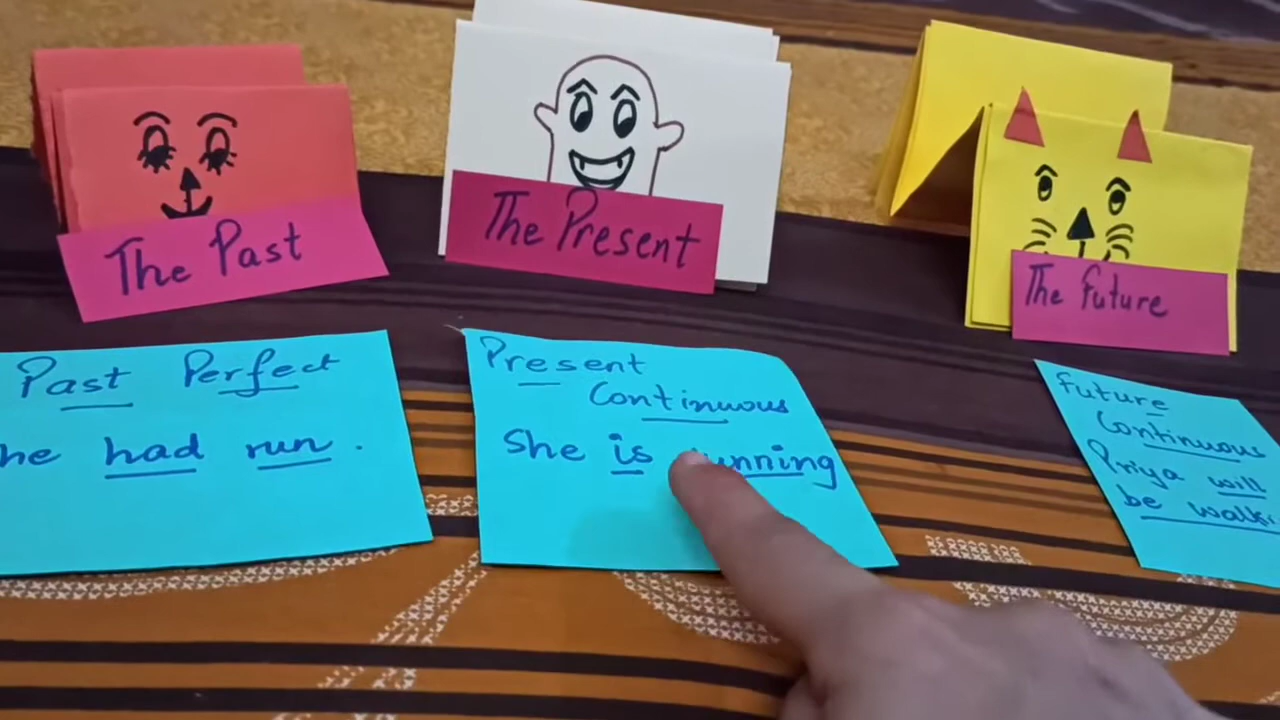 The Past
The Present
The future
Past Perfect
he had run.
Present
Continuous
She is running
future
Continuous
Priya will
be